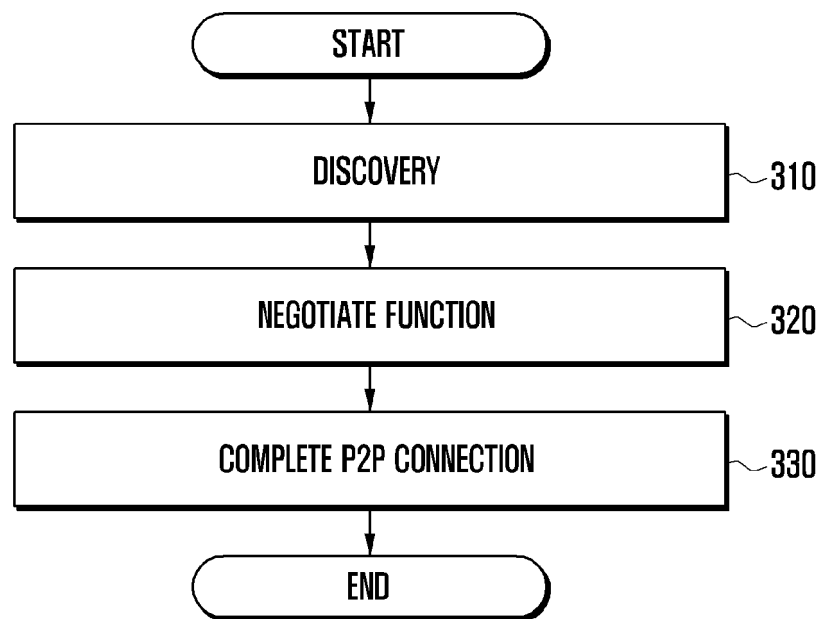 START
DISCOVERY
310
NEGOTIATE FUNCTION
320
COMPLETE P2P CONNECTION
330
END